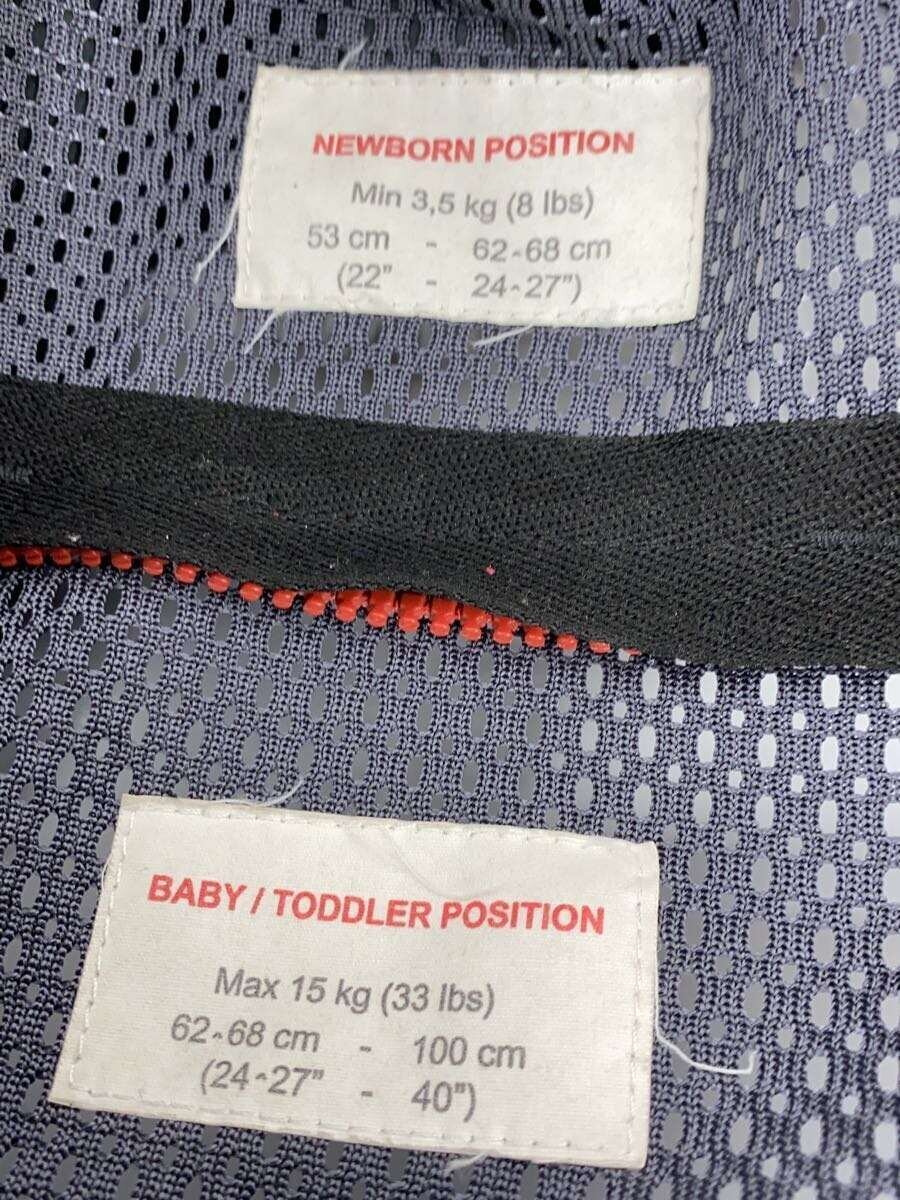 NEWBORN POSITION
Min 3,5 kg (8 lbs)
53 cm - 62-68 cm
(22" - 24-27")
BABY / TODDLER POSITION
Max 15 kg (33 lbs)
62-68 cm - 100 cm
(24-27" - 40")